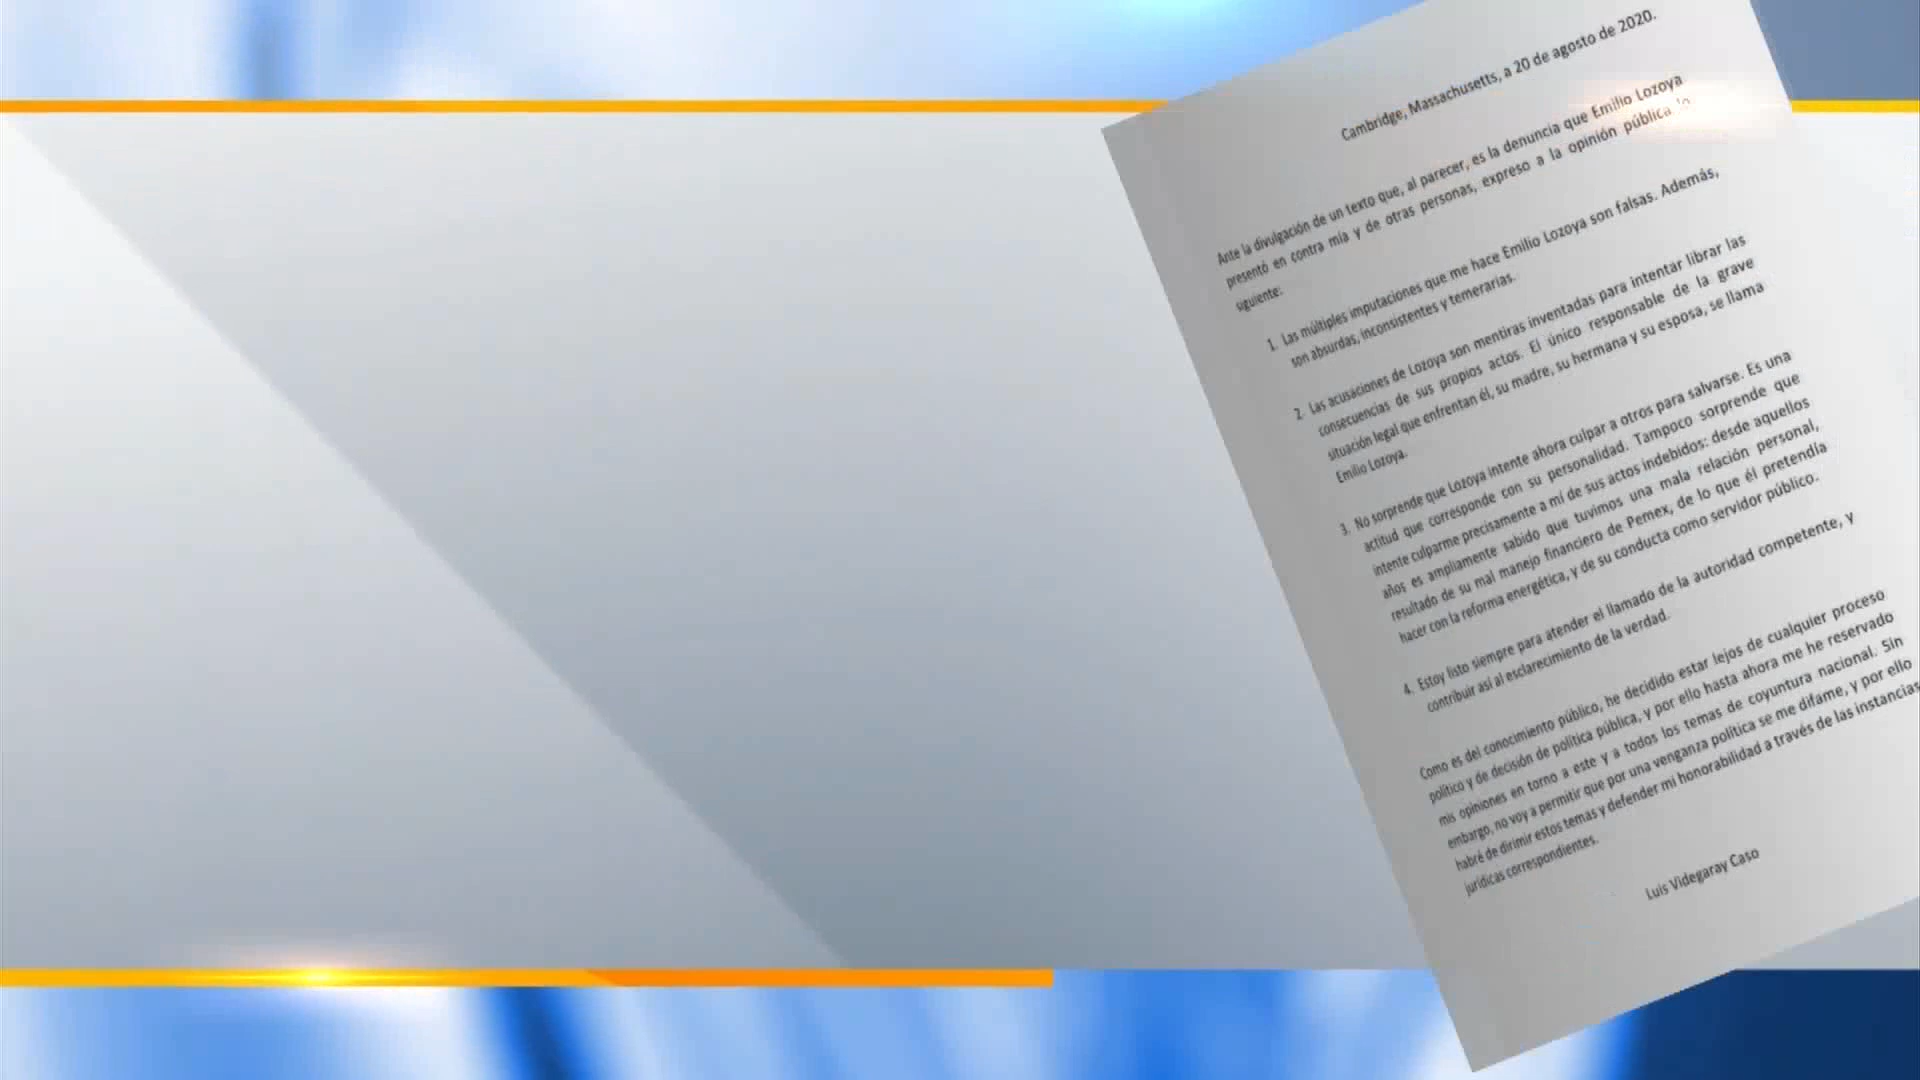 Cambridge, Massachusetts, a 20 de agosto de 2020.
Ante la divulgación de un texto que, al parecer, es la denuncia que Emilio Lozoya
presentó en contra mía y de otras personas, expreso a la opinión pública lo
siguiente:
1. Las múltiples imputaciones que me hace Emilio Lozoya son falsas. Además,
son absurdas, inconsistentes y temerarias.
2. Las acusaciones de Lozoya son mentiras inventadas para intentar librar las
consecuencias de sus propios actos. El único responsable de la grave
situación legal que enfrentan él, su madre, su hermana y su esposa, se llama
Emilio Lozoya.
3. No sorprende que Lozoya intente ahora culpar a otros para salvarse. Es una
actitud que corresponde con su personalidad. Tampoco sorprende que
intente culparme precisamente a mí de sus actos indebidos: desde aquellos
años es ampliamente sabido que tuvimos una mala relación personal,
resultado de su mal manejo financiero de Pemex, de lo que él pretendía
hacer con la reforma energética, y de su conducta como servidor público.
4. Estoy listo siempre para atender el llamado de la autoridad competente, y
contribuir así al esclarecimiento de la verdad.
Como es del conocimiento público, he decidido estar lejos de cualquier proceso
político y de decisión de política pública, y por ello hasta ahora me he reservado
mis opiniones en torno a este y a todos los temas de coyuntura nacional. Sin
embargo, no voy a permitir que por una venganza política se me difame, y por ello
habré de dirimir estos temas y defender mi honorabilidad a través de las instancias
jurídicas correspondientes.
Luis Videgaray Caso